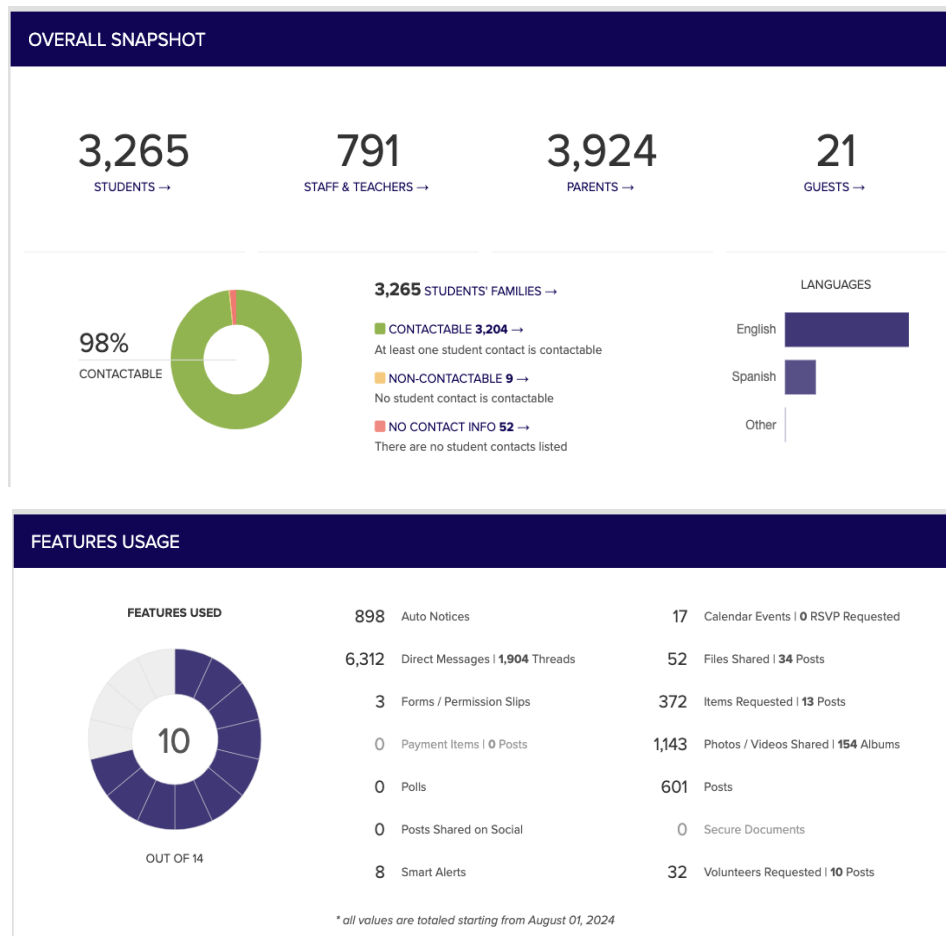 OVERALL SNAPSHOT
3,265
STUDENTS →
791
STAFF & TEACHERS →
3,924
PARENTS →
21
GUESTS →
98%
CONTACTABLE
3,265 STUDENTS' FAMILIES →
CONTACTABLE 3,204 →
At least one student contact is contactable
NON-CONTACTABLE 9 →
No student contact is contactable
NO CONTACT INFO 52 →
There are no student contacts listed
LANGUAGES
English
Spanish
Other
FEATURES USAGE
FEATURES USED
10
OUT OF 14
898 Auto Notices
6,312 Direct Messages | 1,904 Threads
3 Forms / Permission Slips
0 Payment Items | 0 Posts
0 Polls
0 Posts Shared on Social
8 Smart Alerts
17 Calendar Events | 0 RSVP Requested
52 Files Shared | 34 Posts
372 Items Requested | 13 Posts
1,143 Photos / Videos Shared | 154 Albums
601 Posts
0 Secure Documents
32 Volunteers Requested | 10 Posts
* all values are totaled starting from August 01, 2024